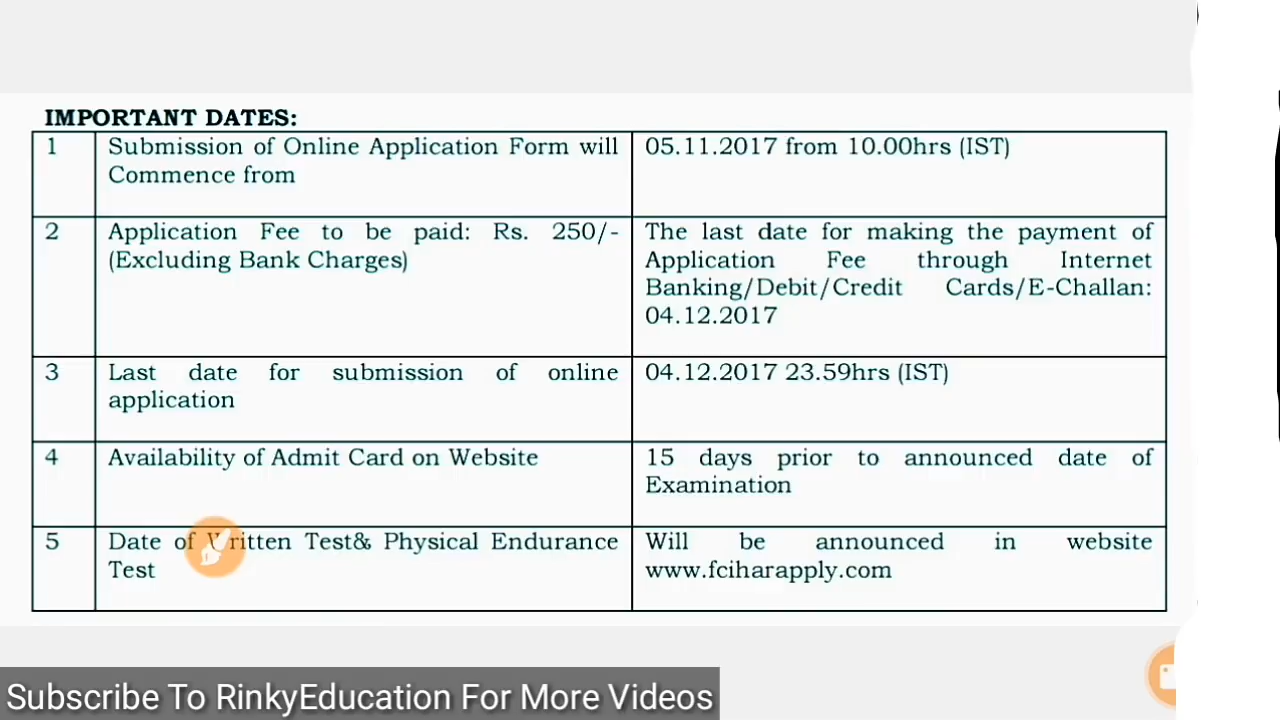 IMPORTANT DATES:
1 Submission of Online Application Form will 05.11.2017 from 10.00hrs (IST)
Commence from
2 Application Fee to be paid: Rs. 250/- The last date for making the payment of
(Excluding Bank Charges) Application Fee through Internet
Banking/Debit/Credit Cards/E-Challan:
04.12.2017
3 Last date for submission of online 04.12.2017 23.59hrs (IST)
application
4 Availability of Admit Card on Website 15 days prior to announced date of
Examination
5 Date of Written Test& Physical Endurance Will be announced in website
Test www.fciharapply.com
Subscribe To RinkyEducation For More Videos